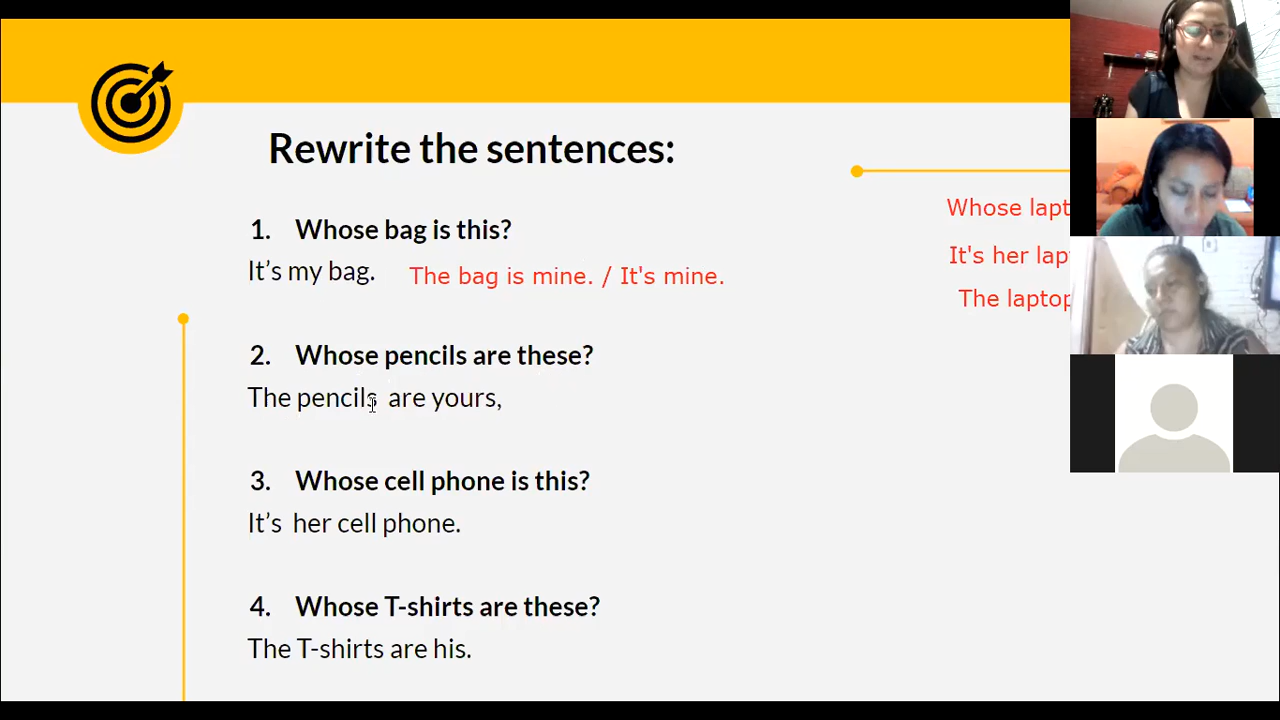 Rewrite the sentences:
1. Whose bag is this?
It's my bag. The bag is mine. / It's mine.
2. Whose pencils are these?
The pencils are yours,
3. Whose cell phone is this?
It's her cell phone.
4. Whose T-shirts are these?
The T-shirts are his.
Whose
It's her
The laptop